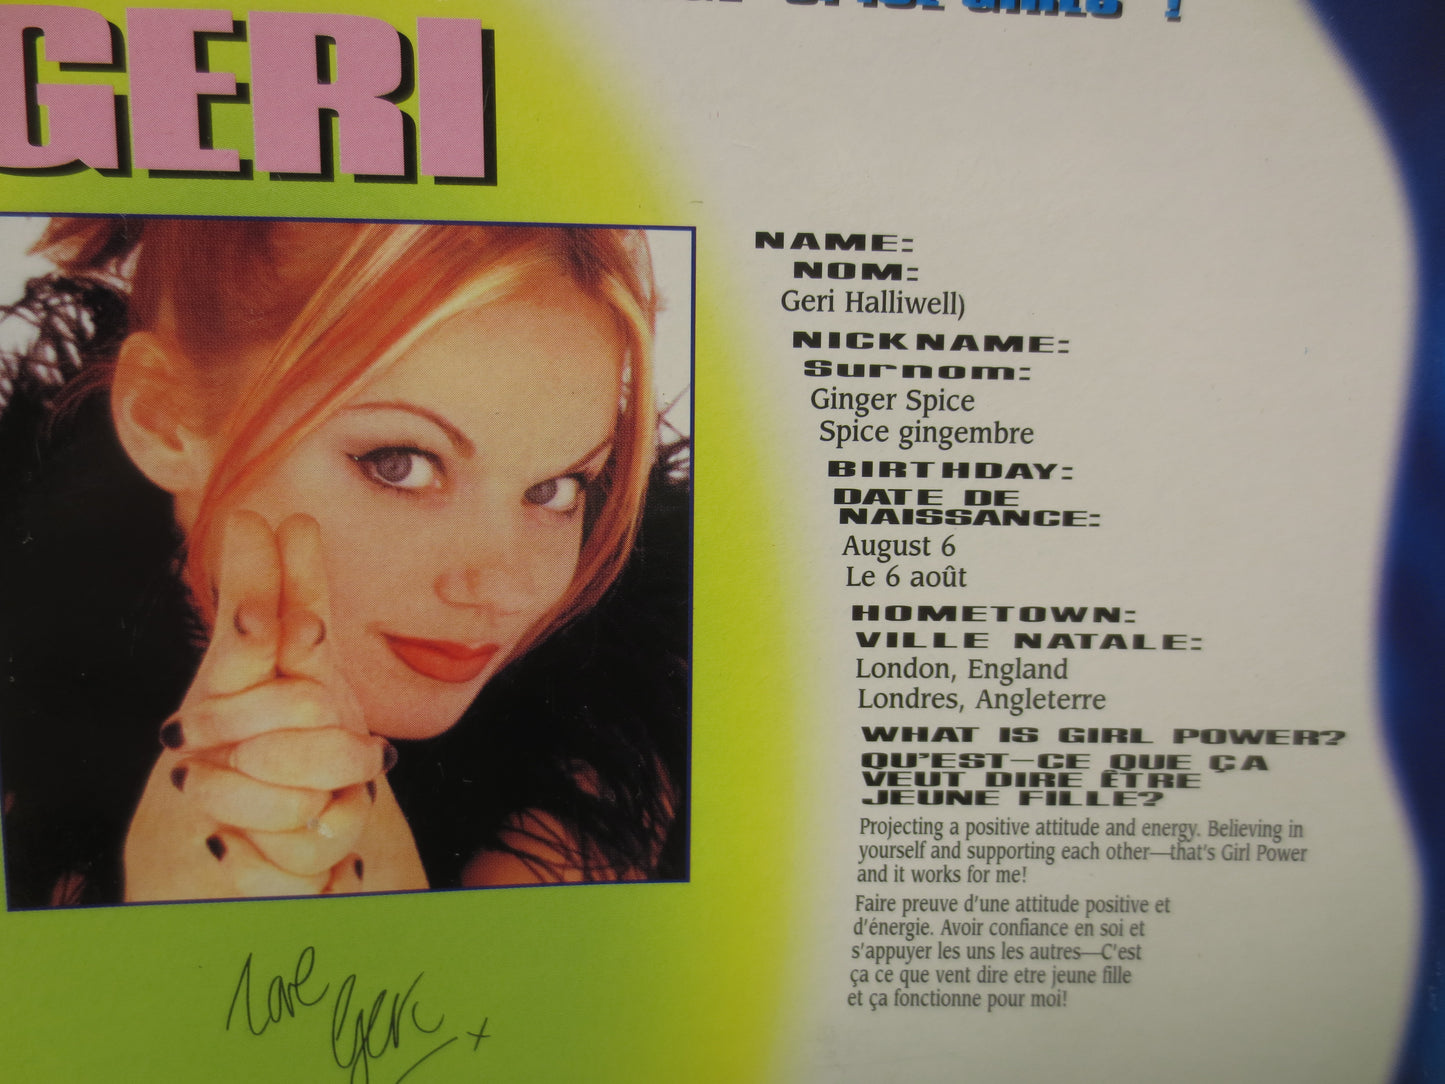 SPICE GIRLS !
GERI
NAME:
NOM:
Geri Halliwell)
NICKNAME:
Surnom:
Ginger Spice
Spice gingembre
BIRTHDAY:
DATE DE
NAISSANCE:
August 6
Le 6 août
HOMETOWN:
VILLE NATALE:
London, England
Londres, Angleterre
WHAT IS GIRL POWER?
QU'EST-CE QUE ÇA
VEUT DIRE ÊTRE
JEUNE FILLE?
Projecting a positive attitude and energy. Believing in
yourself and supporting each other—that's Girl Power
and it works for me!
Faire preuve d'une attitude positive et
d'énergie. Avoir confiance en soi et
s'appuyer les uns les autres—C'est
ça ce que vent dire etre jeune fille
et ça fonctionne pour moi!
Love
Geri x